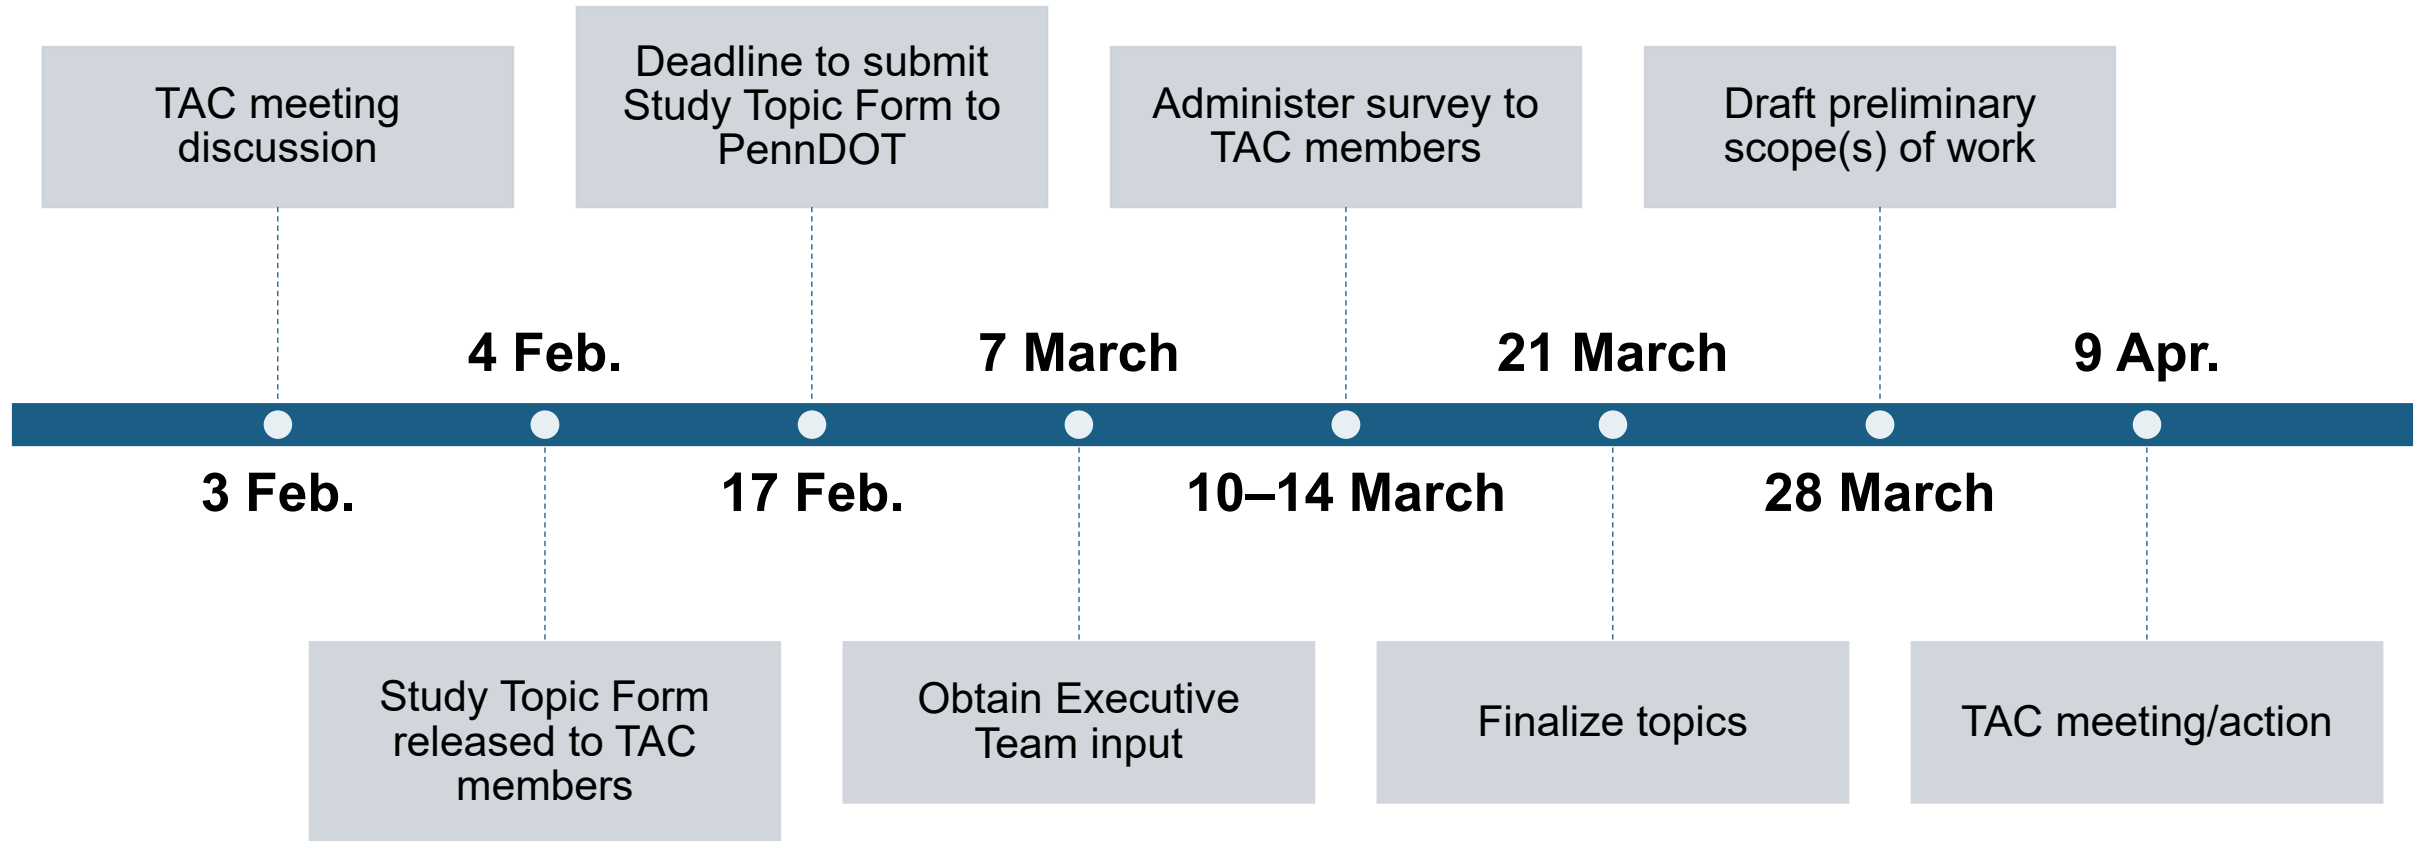 TAC meeting
discussion
Deadline to submit
Study Topic Form to
PennDOT
Administer survey to
TAC members
Draft preliminary
scope(s) of work
4 Feb.
7 March
21 March
9 Apr.
3 Feb.
17 Feb.
10–14 March
28 March
Study Topic Form
released to TAC
members
Obtain Executive
Team input
Finalize topics
TAC meeting/action